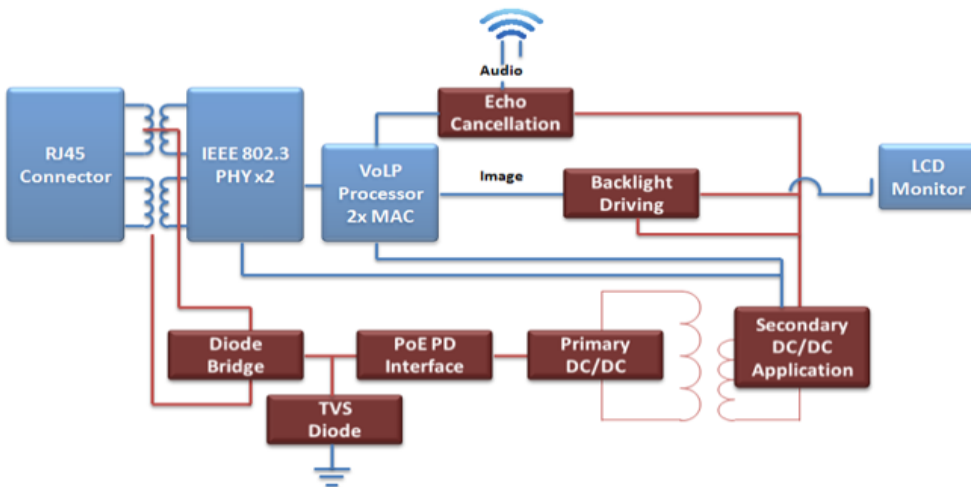 Audio
Echo
Cancellation
RJ45
Connector
IEEE 802.3
PHY x2
VoLP
Processor
2x MAC
Image
Backlight
Driving
LCD
Monitor
Diode
Bridge
PoE PD
Interface
Primary
DC/DC
Secondary
DC/DC
Application
TVS
Diode